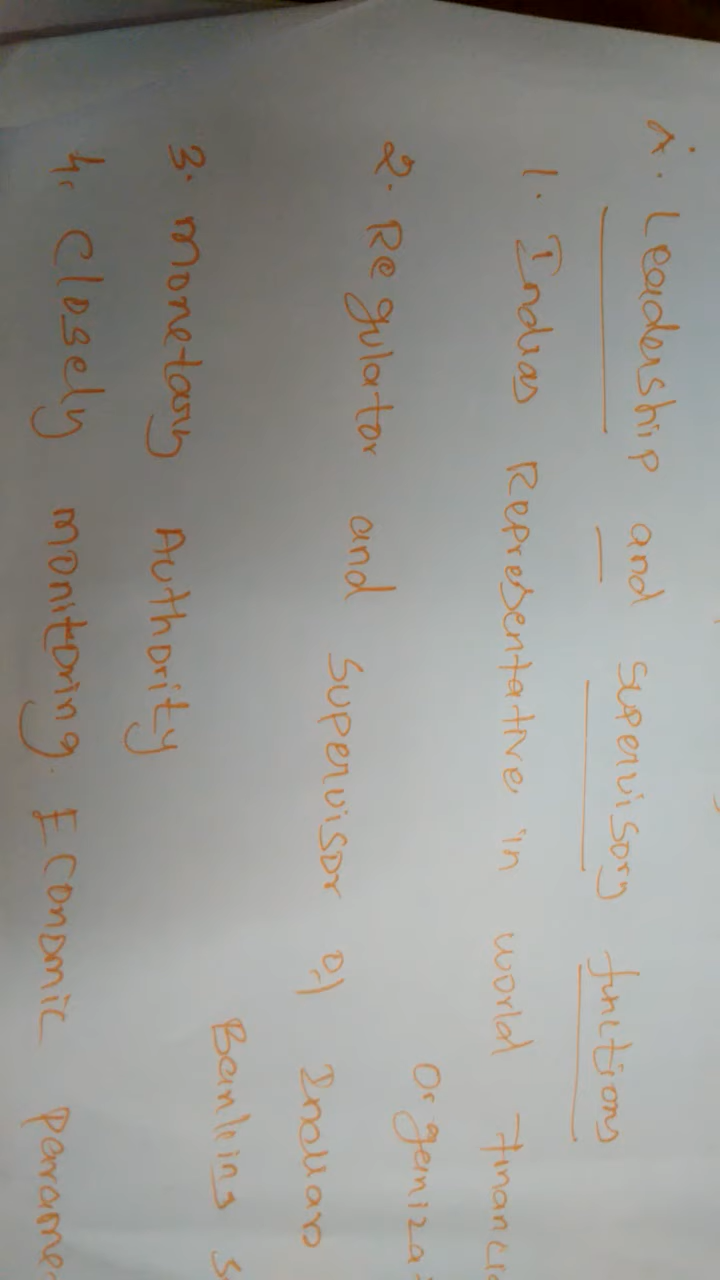 i. Leadership and supervisory functions
1. Indias Representative in world Financi
Organiza
2. Regulator and Supervisor of Indian
Banking S
3. Monetary Authority
4. Closely monitoring Economic Parame